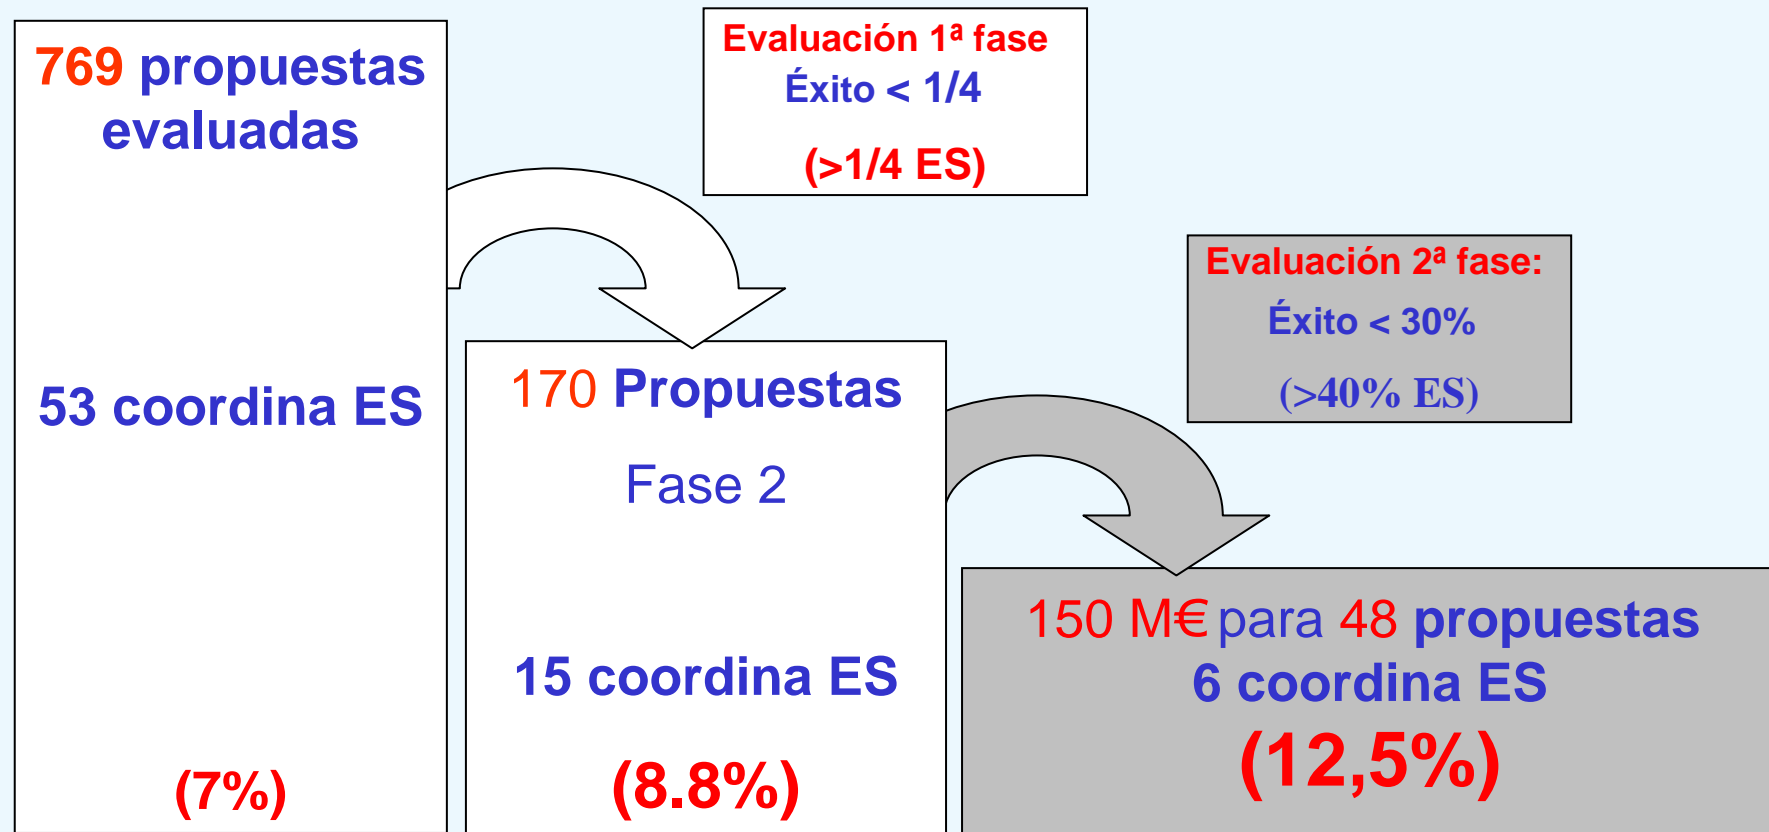 769 propuestas
evaluadas
53 coordina ES
(7%)
Evaluación 1ª fase
Éxito < 1/4
(>1/4 ES)
170 Propuestas
Fase 2
15 coordina ES
(8.8%)
Evaluación 2ª fase:
Éxito < 30%
(>40% ES)
150 M€ para 48 propuestas
6 coordina ES
(12,5%)